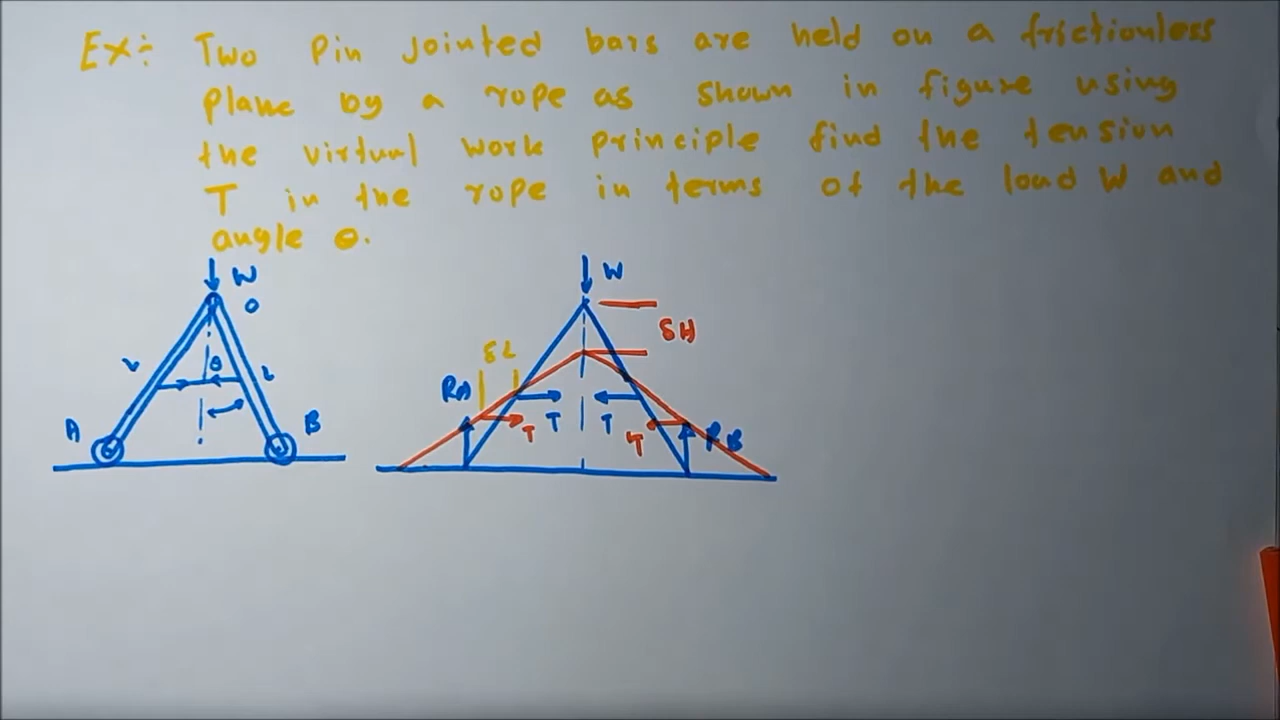 Ex:- Two Pin jointed bars are held on a frictionless
plane by a rope as shown in figure using
the virtual work principle find the tension
T in the rope in terms of the load W and
angle θ.
W
O
θ
L
L
A
B
W
δH
δL
RA
T
T
T
T
RB